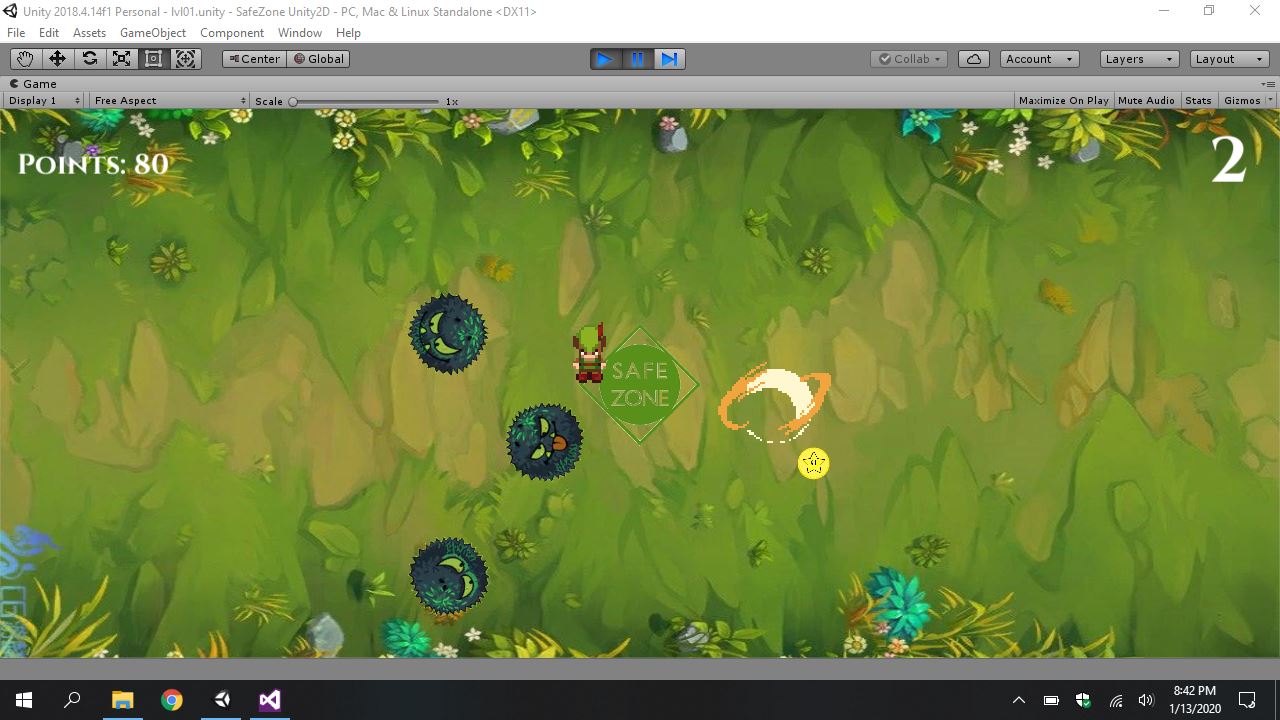 Unity 2018.4.14f1 Personal - lvl01.unity - SafeZone Unity2D - PC, Mac & Linux Standalone <DX11>
File Edit Assets GameObject Component Window Help
Center Global Collab Account Layers Layout
Game
Display 1 Free Aspect Scale 1x Maximize On Play Mute Audio Stats Gizmos
Points: 80
2
SAFE
ZONE
8:42 PM
1/13/2020